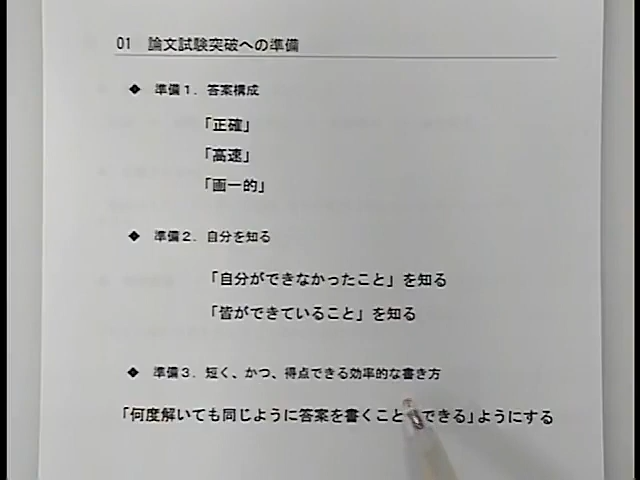 01 論文試験突破への準備
◆ 準備1．答案構成
「正確」
「高速」
「画一的」
◆ 準備2．自分を知る
「自分ができなかったこと」を知る
「皆ができていること」を知る
◆ 準備3．短く、かつ、得点できる効率的な書き方
「何度解いても同じように答案を書くこと できる」ようにする